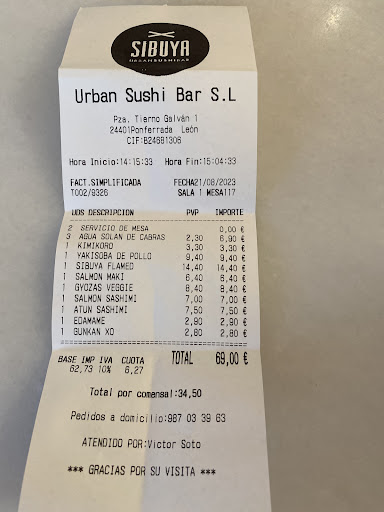 SIBUYA
URBANSUSHIBAR
Urban Sushi Bar S.L
Pza. Tierno Galván 1
24401Ponferrada León
CIF:B24681306
Hora Inicio:14:15:33 Hora Fin:15:04:33
FACT.SIMPLIFICADA FECHA21/08/2023
T002/9326 SALA 1 MESA117
UDS DESCRIPCION PVP IMPORTE
2 SERVICIO DE MESA 0,00 €
3 AGUA SOLAN DE CABRAS 2,30 6,90 €
1 KIMIKORO 3,30 3,30 €
1 YAKISOBA DE POLLO 9,40 9,40 €
1 SIBUYA FLAMED 14,40 14,40 €
1 SALMON MAKI 6,40 6,40 €
1 GYOZAS VEGGIE 8,40 8,40 €
1 SALMON SASHIMI 7,00 7,00 €
1 ATUN SASHIMI 7,50 7,50 €
1 EDAMAME 2,90 2,90 €
1 GUNKAN XO 2,80 2,80 €
BASE IMP IVA CUOTA TOTAL 69,00 €
62,73 10% 6,27
Total por comensal:34,50
Pedidos a domicilio:987 03 39 63
ATENDIDO POR:Victor Soto
*** GRACIAS POR SU VISITA ***